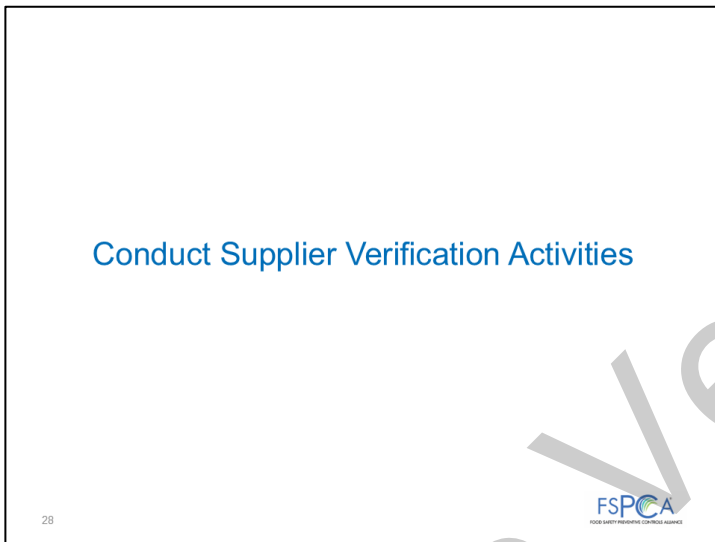 Conduct Supplier Verification Activities
28
FSPCA
FOOD SAFETY PREVENTIVE CONTROLS ALLIANCE